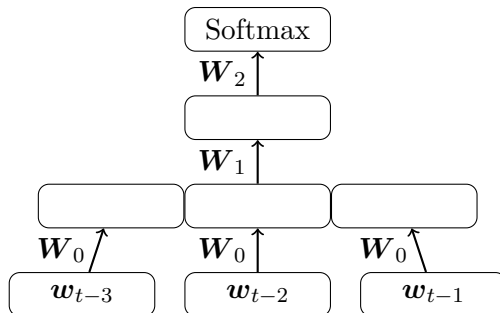 Softmax
W₂
W₁
W₀ W₀ W₀
wₜ₋₃ wₜ₋₂ wₜ₋₁